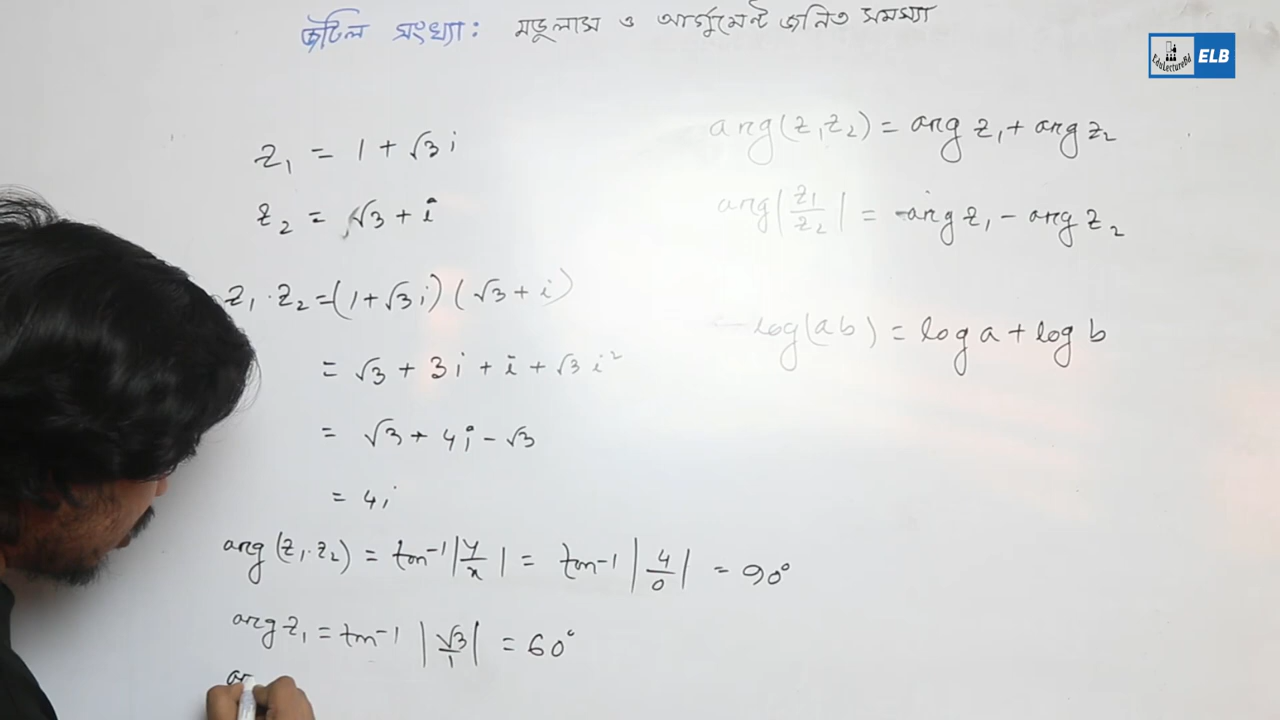 জটিল সংখ্যা: মডুলাস ও আর্গুমেন্ট জনিত সমস্যা
EduLectureBd ELB
z₁ = 1 + √3 i
z₂ = √3 + i
z₁ · z₂ = (1 + √3 i) (√3 + i)
= √3 + 3i + i + √3 i²
= √3 + 4i - √3
= 4i
arg (z₁·z₂) = tan⁻¹ |y/x| = tan⁻¹ |4/0| = 90°
arg z₁ = tan⁻¹ |√3/1| = 60°
ar
arg(z₁z₂) = arg z₁ + arg z₂
arg |z₁/z₂| = arg z₁ - arg z₂
log(ab) = log a + log b